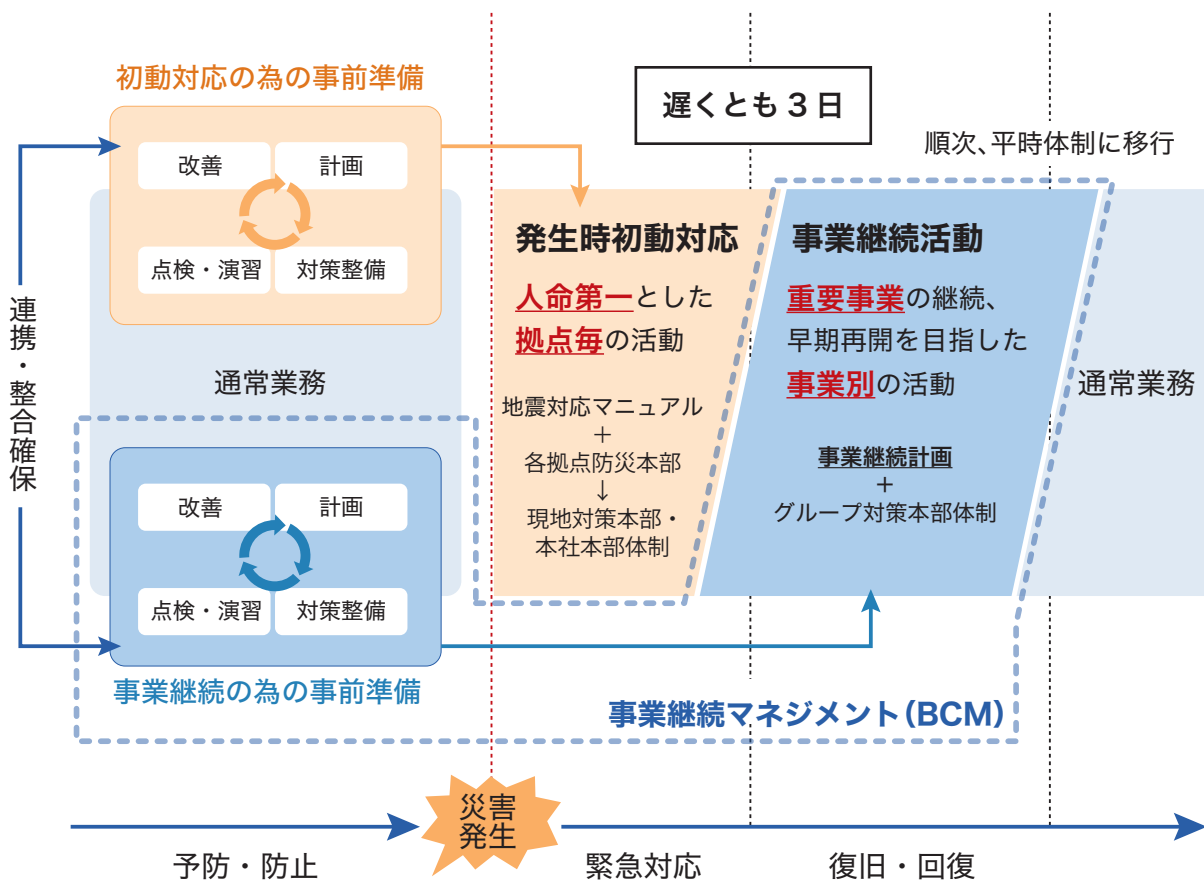 初動対応の為の事前準備
改善
計画
点検・演習
対策整備
連携・整合確保
通常業務
改善
計画
点検・演習
対策整備
事業継続の為の事前準備
遅くとも3日
順次、平時体制に移行
発生時初動対応
人命第一とした
拠点毎の活動
地震対応マニュアル
+
各拠点防災本部
↓
現地対策本部・
本社本部体制
事業継続活動
重要事業の継続、
早期再開を目指した
事業別の活動
事業継続計画
+
グループ対策本部体制
通常業務
事業継続マネジメント(BCM)
災害
発生
予防・防止
緊急対応
復旧・回復